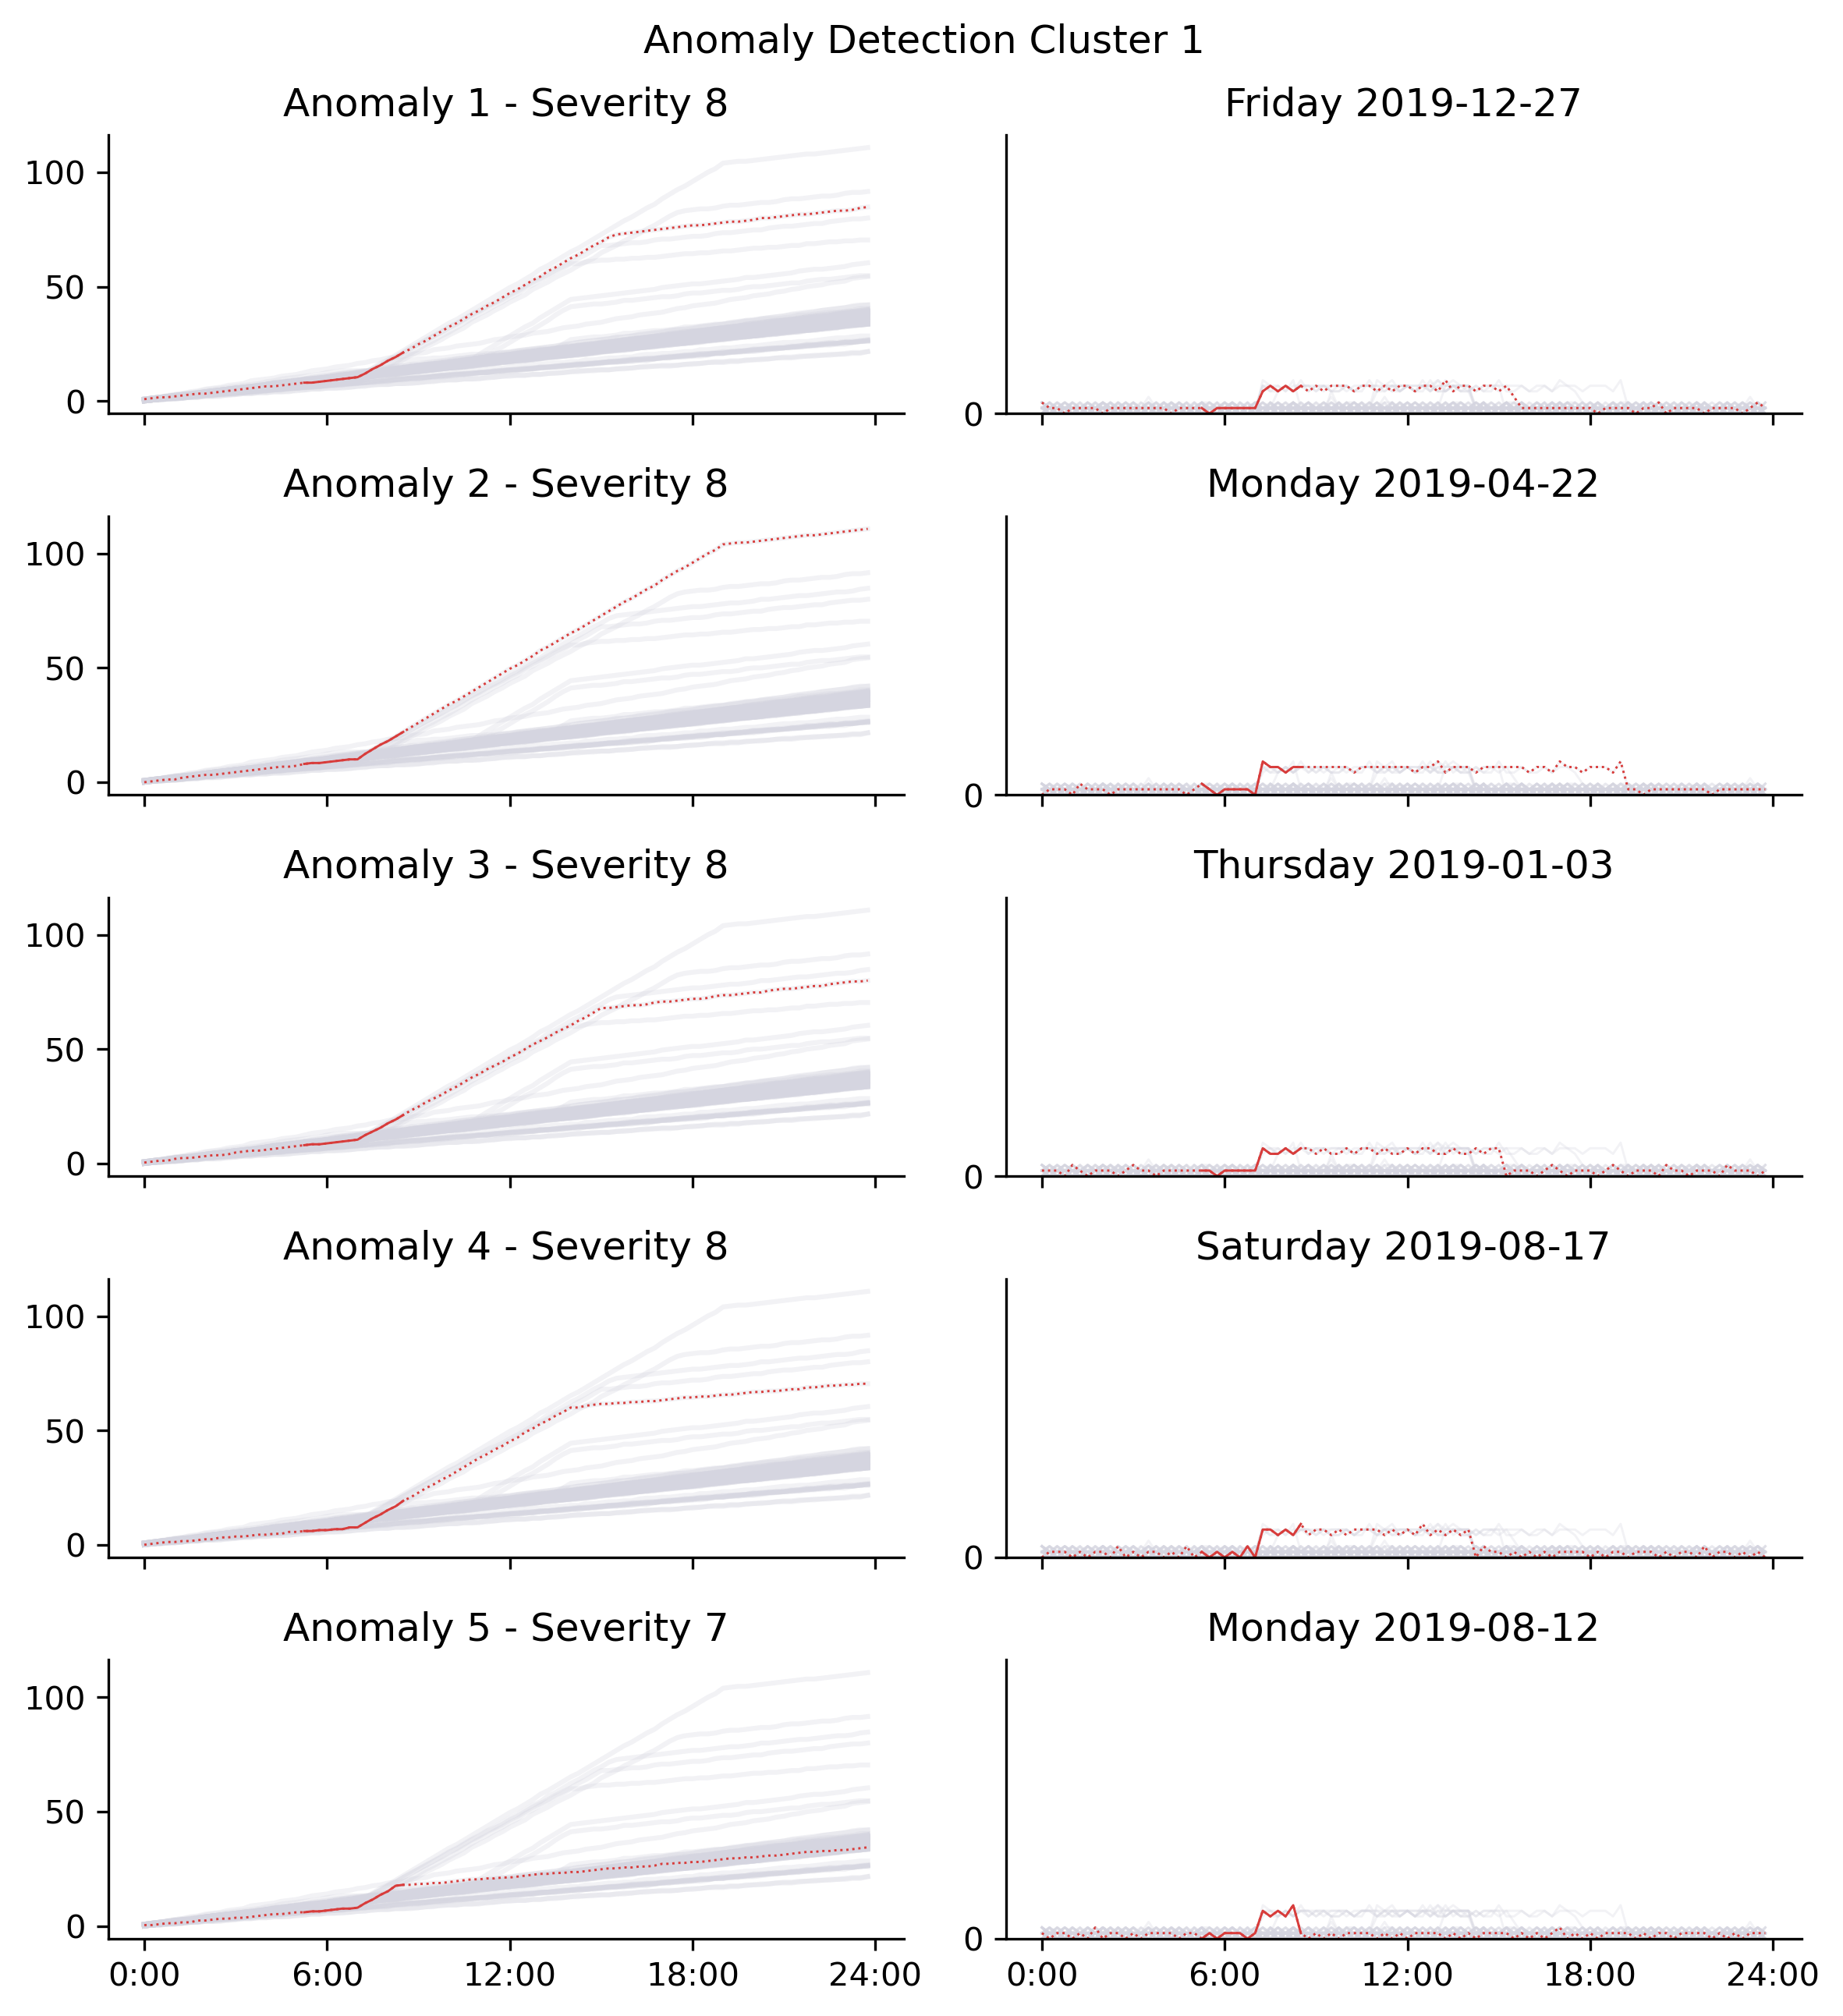 Anomaly Detection Cluster 1
Anomaly 1 - Severity 8
Friday 2019-12-27
100
50
0
0
Anomaly 2 - Severity 8
Monday 2019-04-22
100
50
0
0
Anomaly 3 - Severity 8
Thursday 2019-01-03
100
50
0
0
Anomaly 4 - Severity 8
Saturday 2019-08-17
100
50
0
0
Anomaly 5 - Severity 7
Monday 2019-08-12
100
50
0
0
0:00 6:00 12:00 18:00 24:00
0:00 6:00 12:00 18:00 24:00